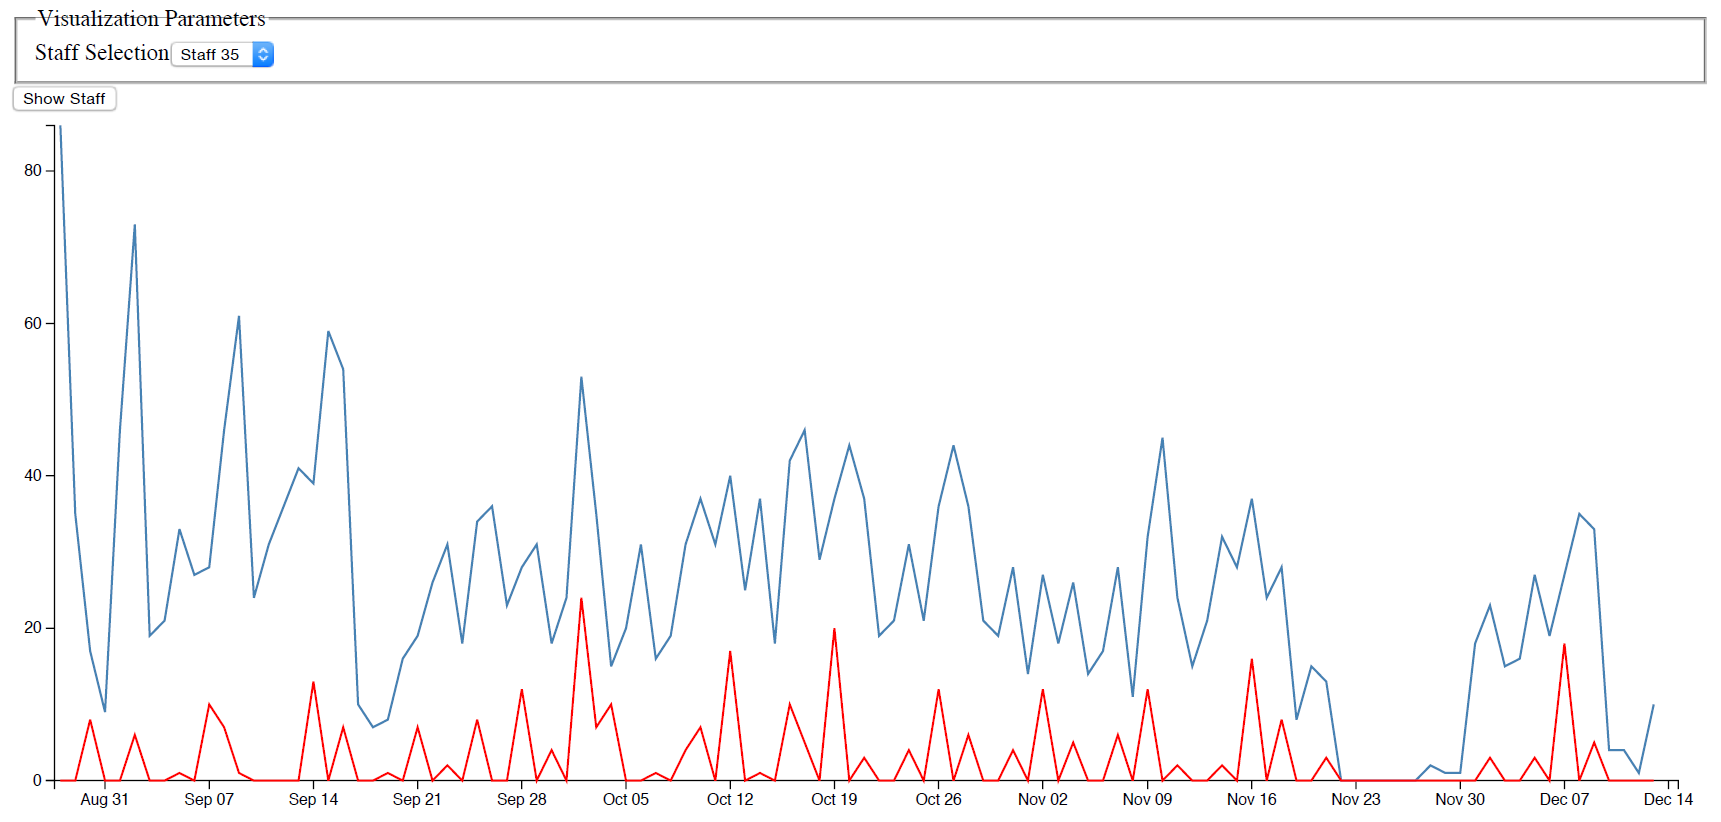 Visualization Parameters
Staff Selection Staff 35
Show Staff
80
60
40
20
0
Aug 31 Sep 07 Sep 14 Sep 21 Sep 28 Oct 05 Oct 12 Oct 19 Oct 26 Nov 02 Nov 09 Nov 16 Nov 23 Nov 30 Dec 07 Dec 14